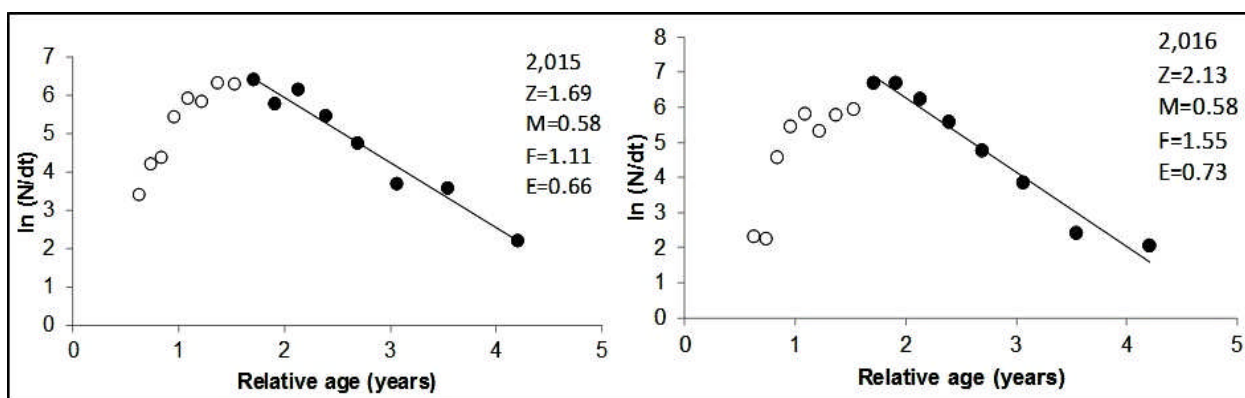 7
6
5
4
3
2
1
0
ln (N/dt)
2,015
Z=1.69
M=0.58
F=1.11
E=0.66
0 1 2 3 4 5
Relative age (years)
8
7
6
5
4
3
2
1
0
ln (N/dt)
2,016
Z=2.13
M=0.58
F=1.55
E=0.73
0 1 2 3 4 5
Relative age (years)